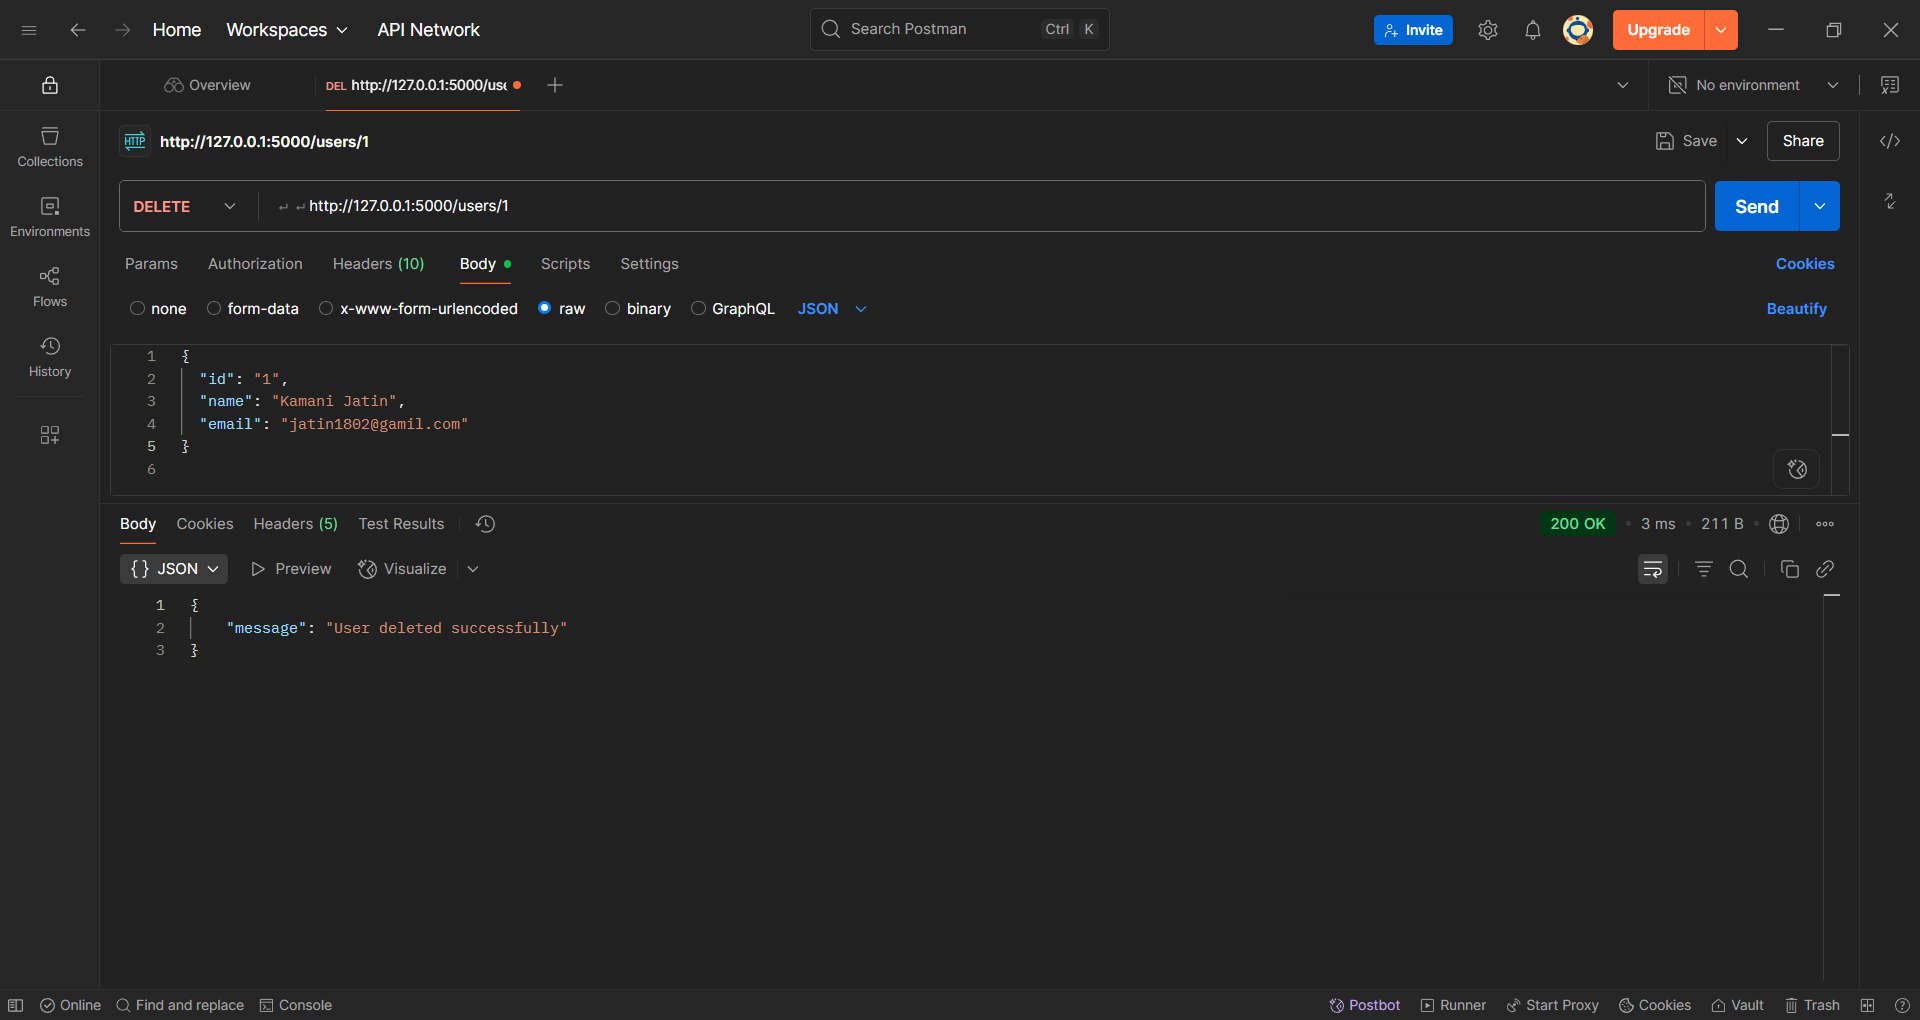 Home Workspaces API Network Search Postman Ctrl K Invite Upgrade
Overview DEL http://127.0.0.1:5000/use No environment
HTTP http://127.0.0.1:5000/users/1 Save Share
Collections
DELETE ↵ ↵ http://127.0.0.1:5000/users/1 Send
Environments
Params Authorization Headers (10) Body Scripts Settings Cookies
Flows
none form-data x-www-form-urlencoded raw binary GraphQL JSON Beautify
History
1 {
2 "id": "1",
3 "name": "Kamani Jatin",
4 "email": "jatin1802@gamil.com"
5 }
6
Body Cookies Headers (5) Test Results 200 OK • 3 ms • 211 B •
{} JSON Preview Visualize
1 {
2 "message": "User deleted successfully"
3 }
Online Find and replace Console Postbot Runner Start Proxy Cookies Vault Trash